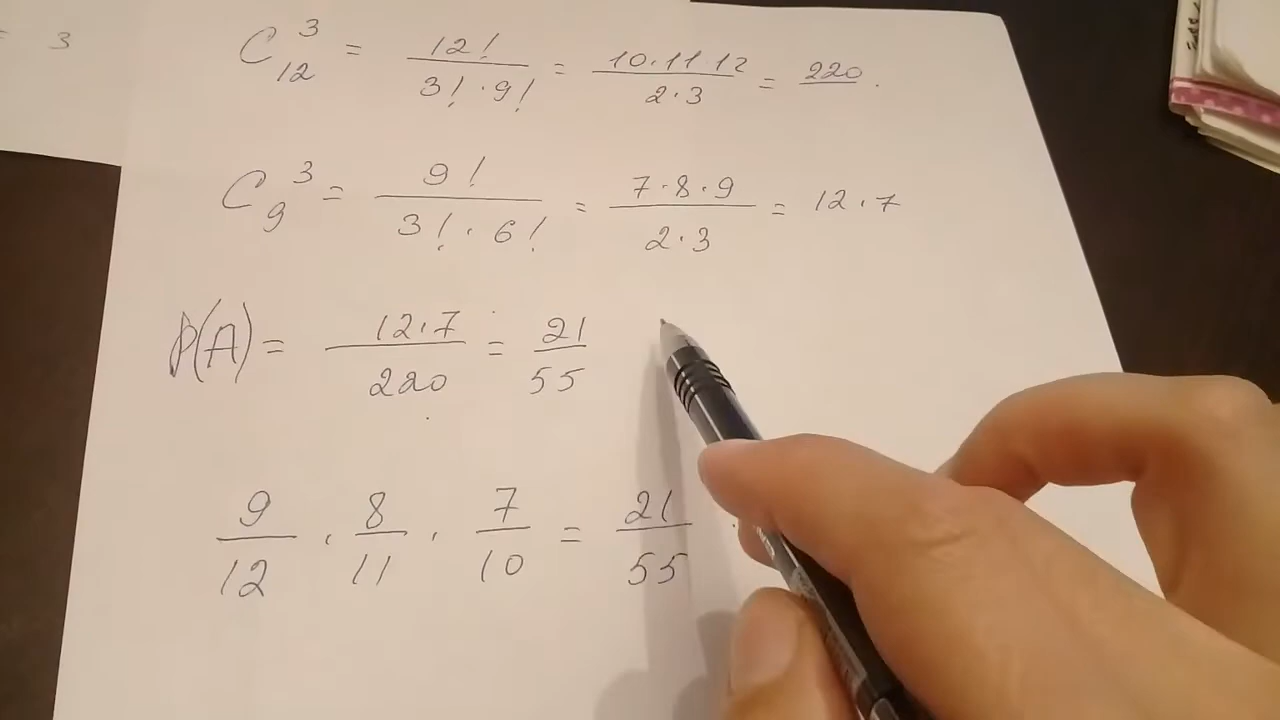 = 3
C₁₂³ = 12! / (3! · 9!) = 10·11·12 / (2·3) = 220.
C₉³ = 9! / (3! · 6!) = 7·8·9 / (2·3) = 12·7
P(A) = 12·7 / 220 = 21 / 55
9/12 · 8/11 · 7/10 = 21/55